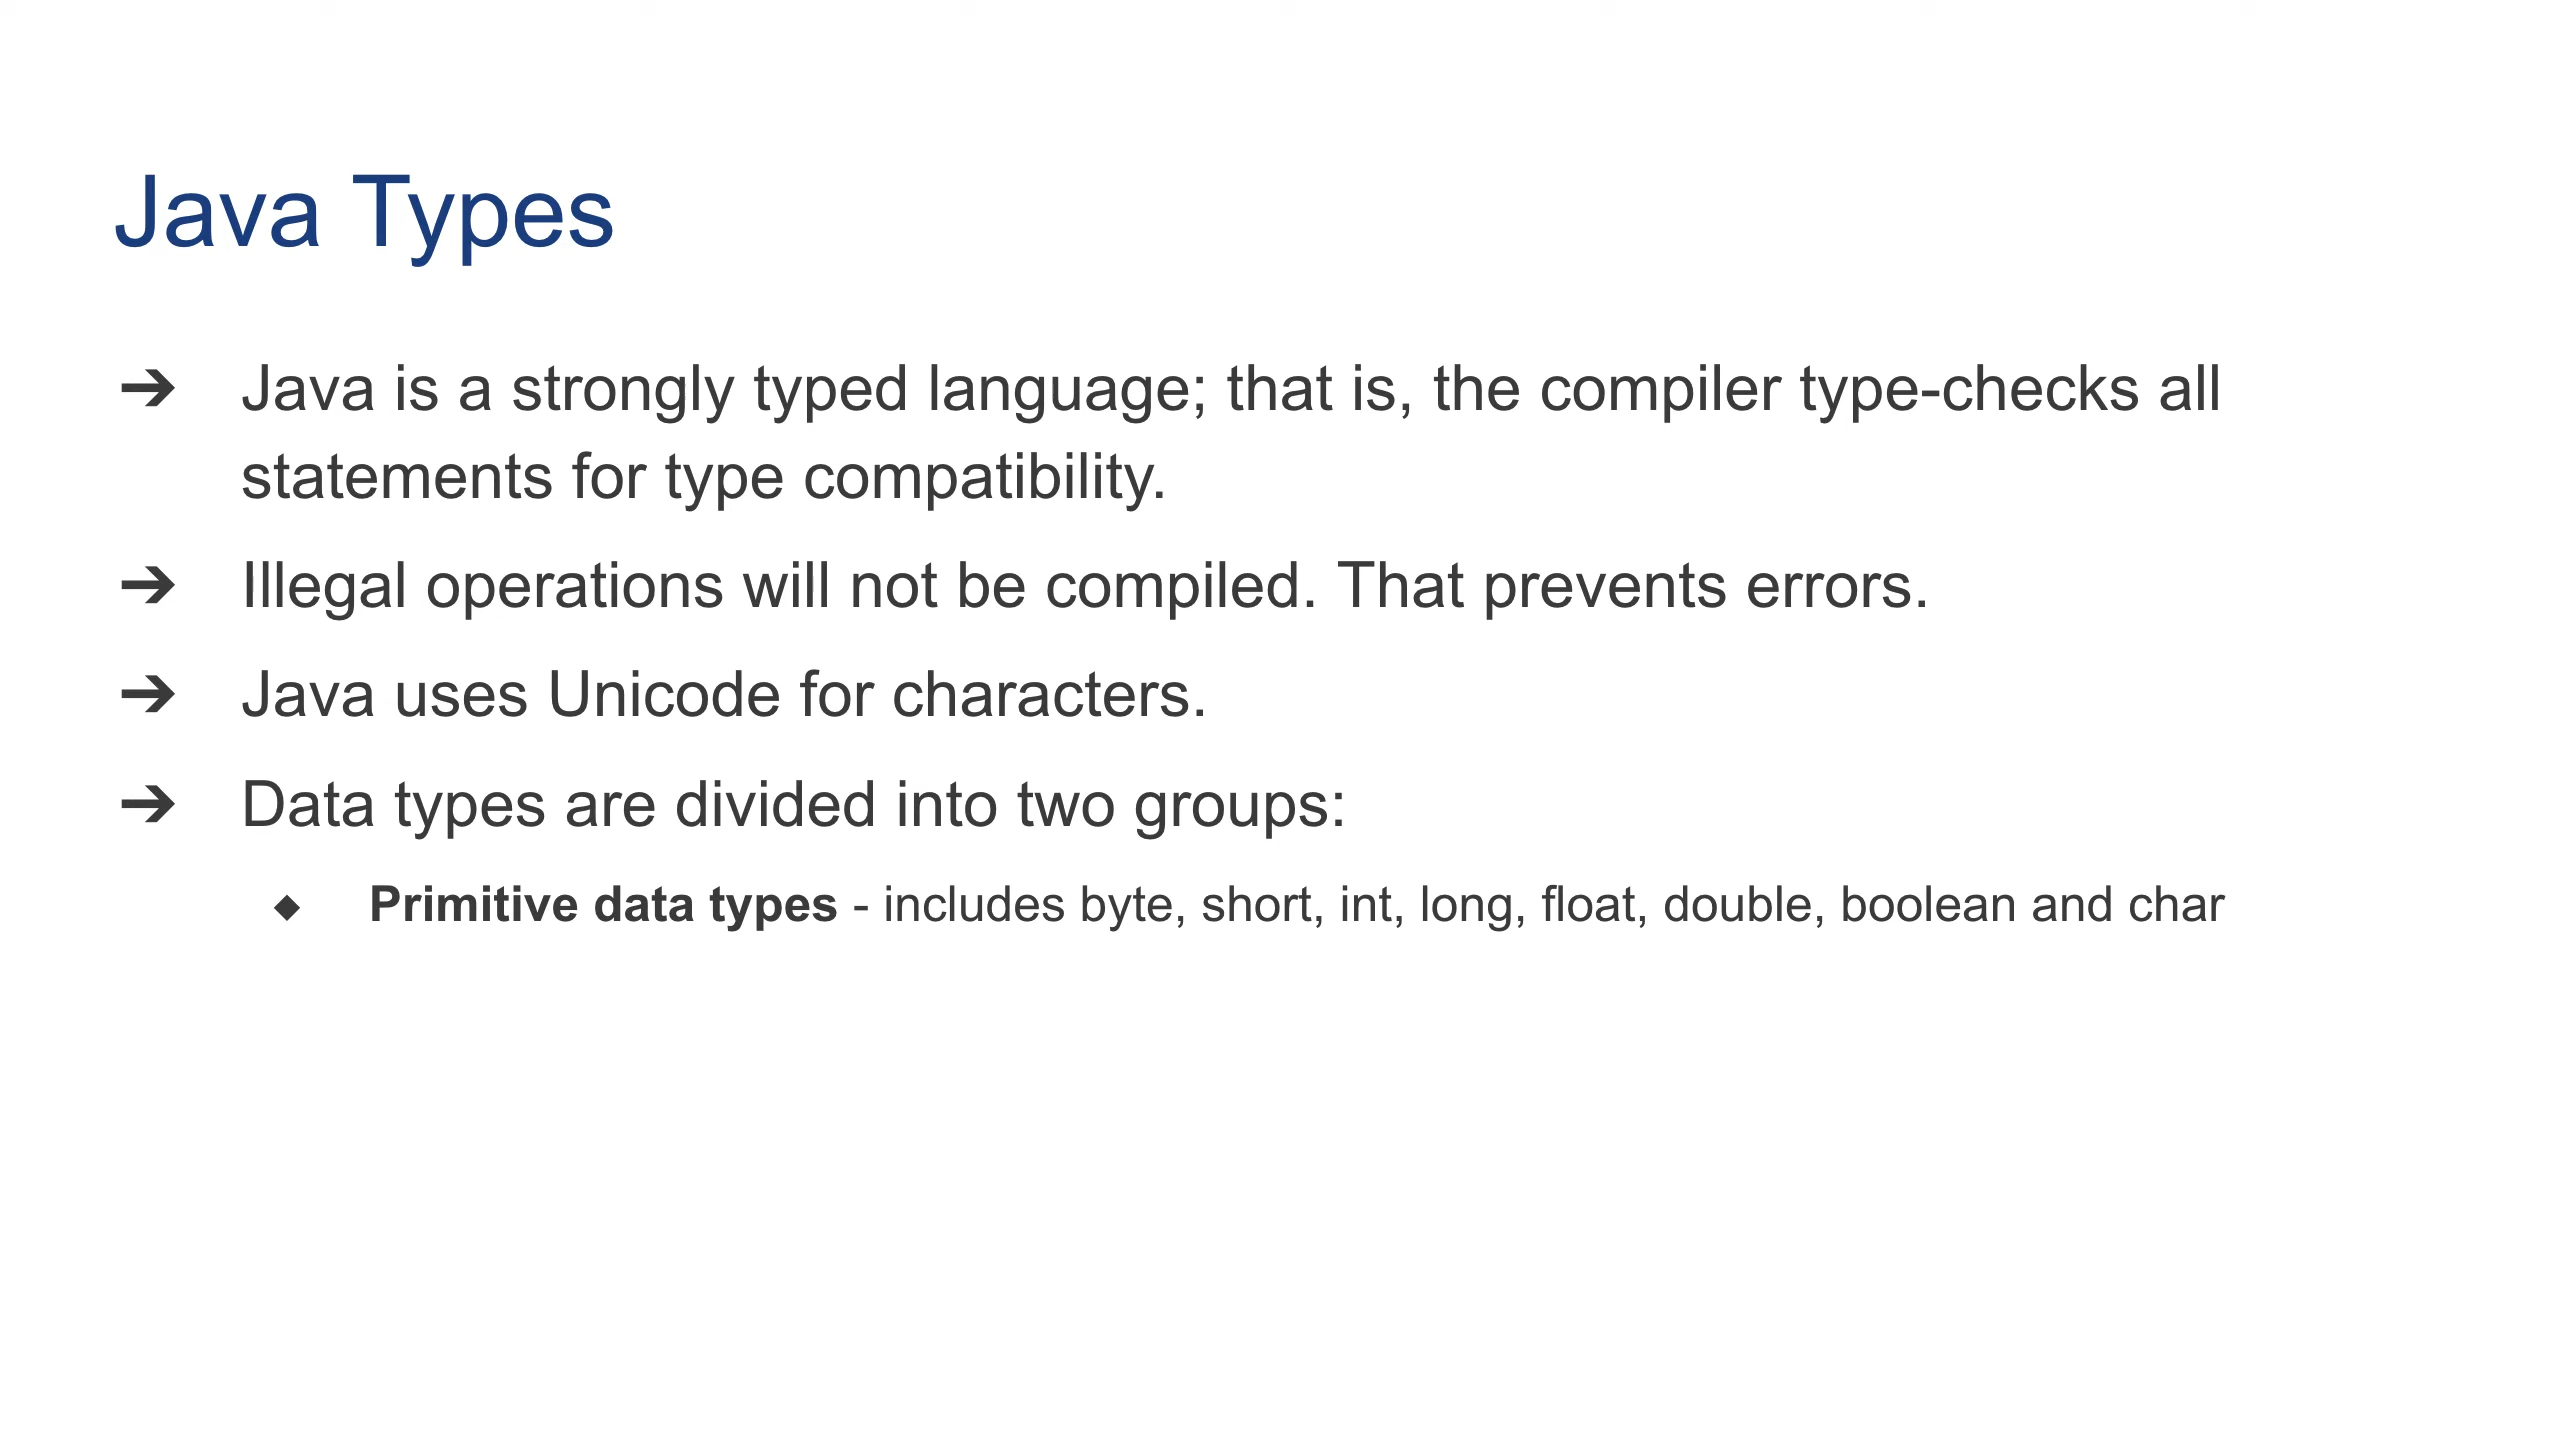 Java Types
➔ Java is a strongly typed language; that is, the compiler type-checks all
statements for type compatibility.
➔ Illegal operations will not be compiled. That prevents errors.
➔ Java uses Unicode for characters.
➔ Data types are divided into two groups:
◆ Primitive data types - includes byte, short, int, long, float, double, boolean and char